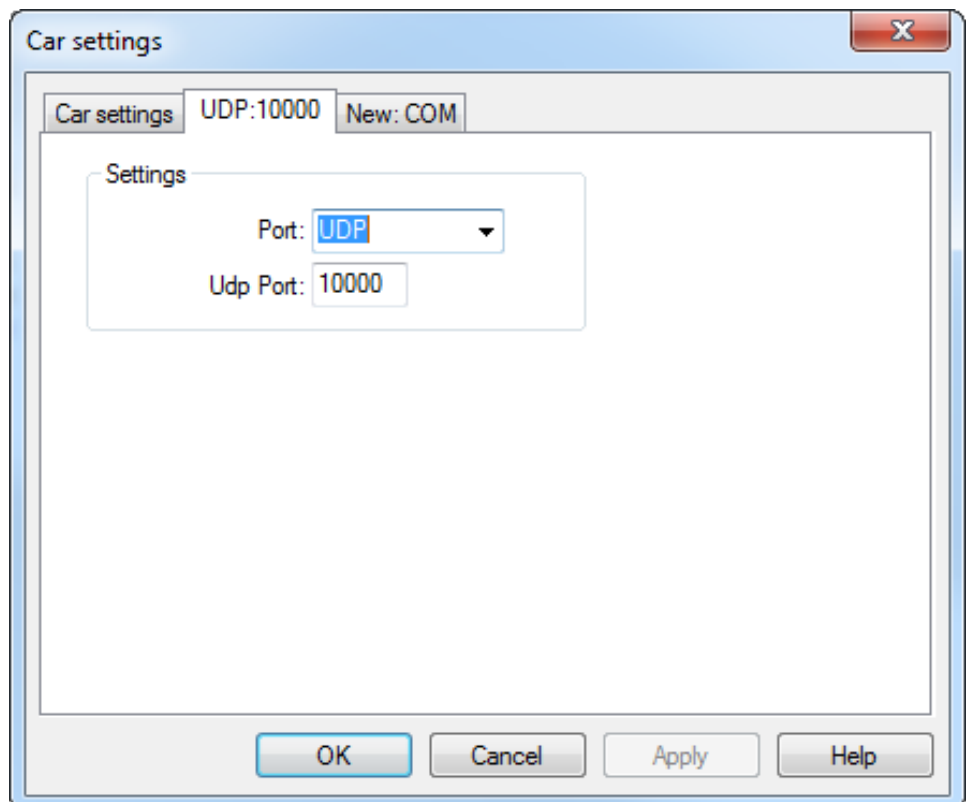 Car settings
Car settings UDP:10000 New: COM
Settings
Port: UDP
Udp Port: 10000
OK Cancel Apply Help